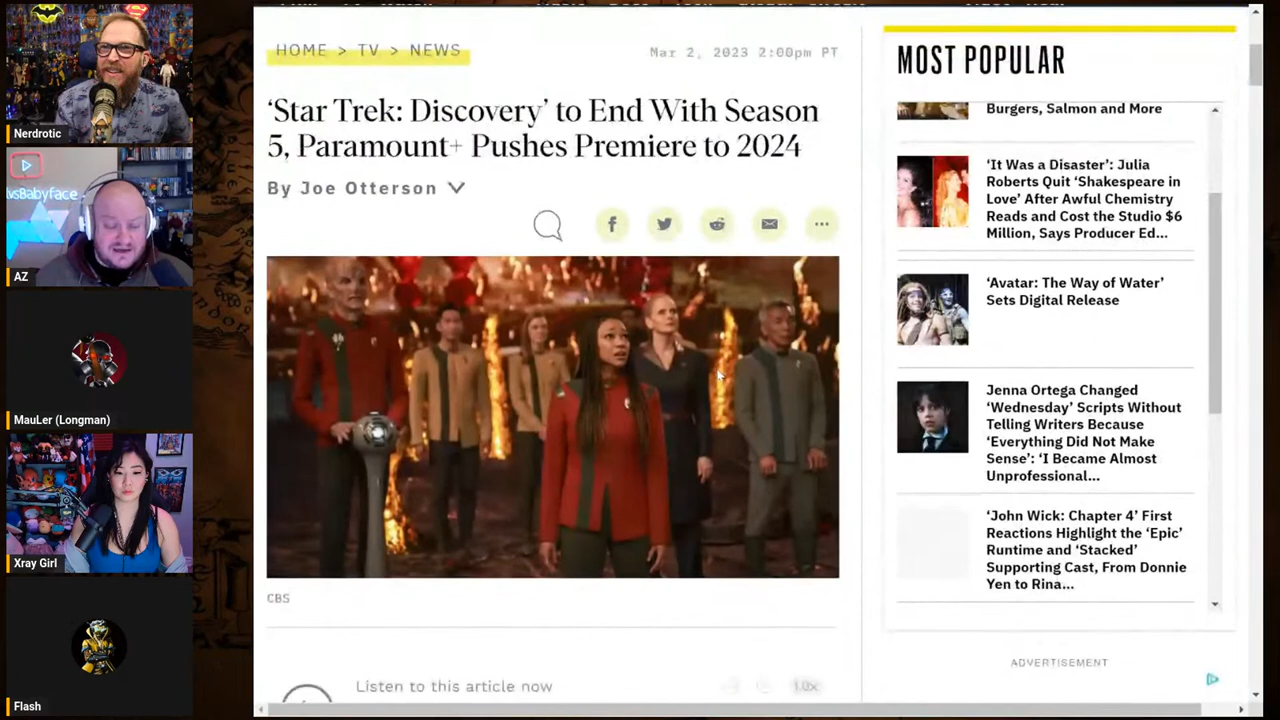 Nerdrotic
vsBabyface
AZ
MauLer (Longman)
Xray Girl
Flash
HOME > TV > NEWS
Mar 2, 2023 2:00pm PT
‘Star Trek: Discovery’ to End With Season
5, Paramount+ Pushes Premiere to 2024
By Joe Otterson
CBS
Listen to this article now
1.0x
MOST POPULAR
Burgers, Salmon and More
‘It Was a Disaster’: Julia
Roberts Quit ‘Shakespeare in
Love’ After Awful Chemistry
Reads and Cost the Studio $6
Million, Says Producer Ed...
‘Avatar: The Way of Water’
Sets Digital Release
Jenna Ortega Changed
‘Wednesday’ Scripts Without
Telling Writers Because
‘Everything Did Not Make
Sense’: ‘I Became Almost
Unprofessional...
‘John Wick: Chapter 4’ First
Reactions Highlight the ‘Epic’
Runtime and ‘Stacked’
Supporting Cast, From Donnie
Yen to Rina...
ADVERTISEMENT